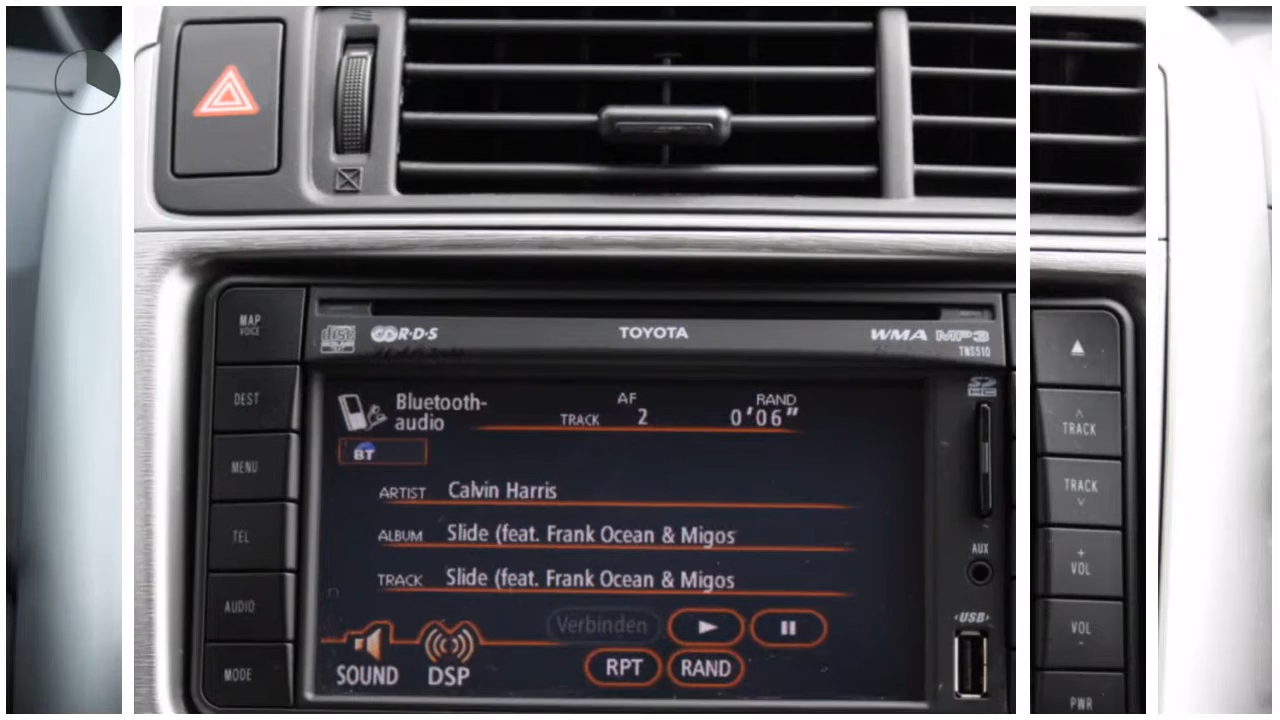 MAP
VOICE
DEST
MENU
TEL
AUDIO
MODE
disc
R·D·S
TOYOTA
WMA MP3
TNS510
Bluetooth-
audio
AF
RAND
TRACK 2 0'06"
BT
ARTIST Calvin Harris
ALBUM Slide (feat. Frank Ocean & Migos
TRACK Slide (feat. Frank Ocean & Migos
Verbinden
RPT RAND
SOUND DSP
AUX
USB
TRACK
TRACK
+
VOL
VOL
-
PWR